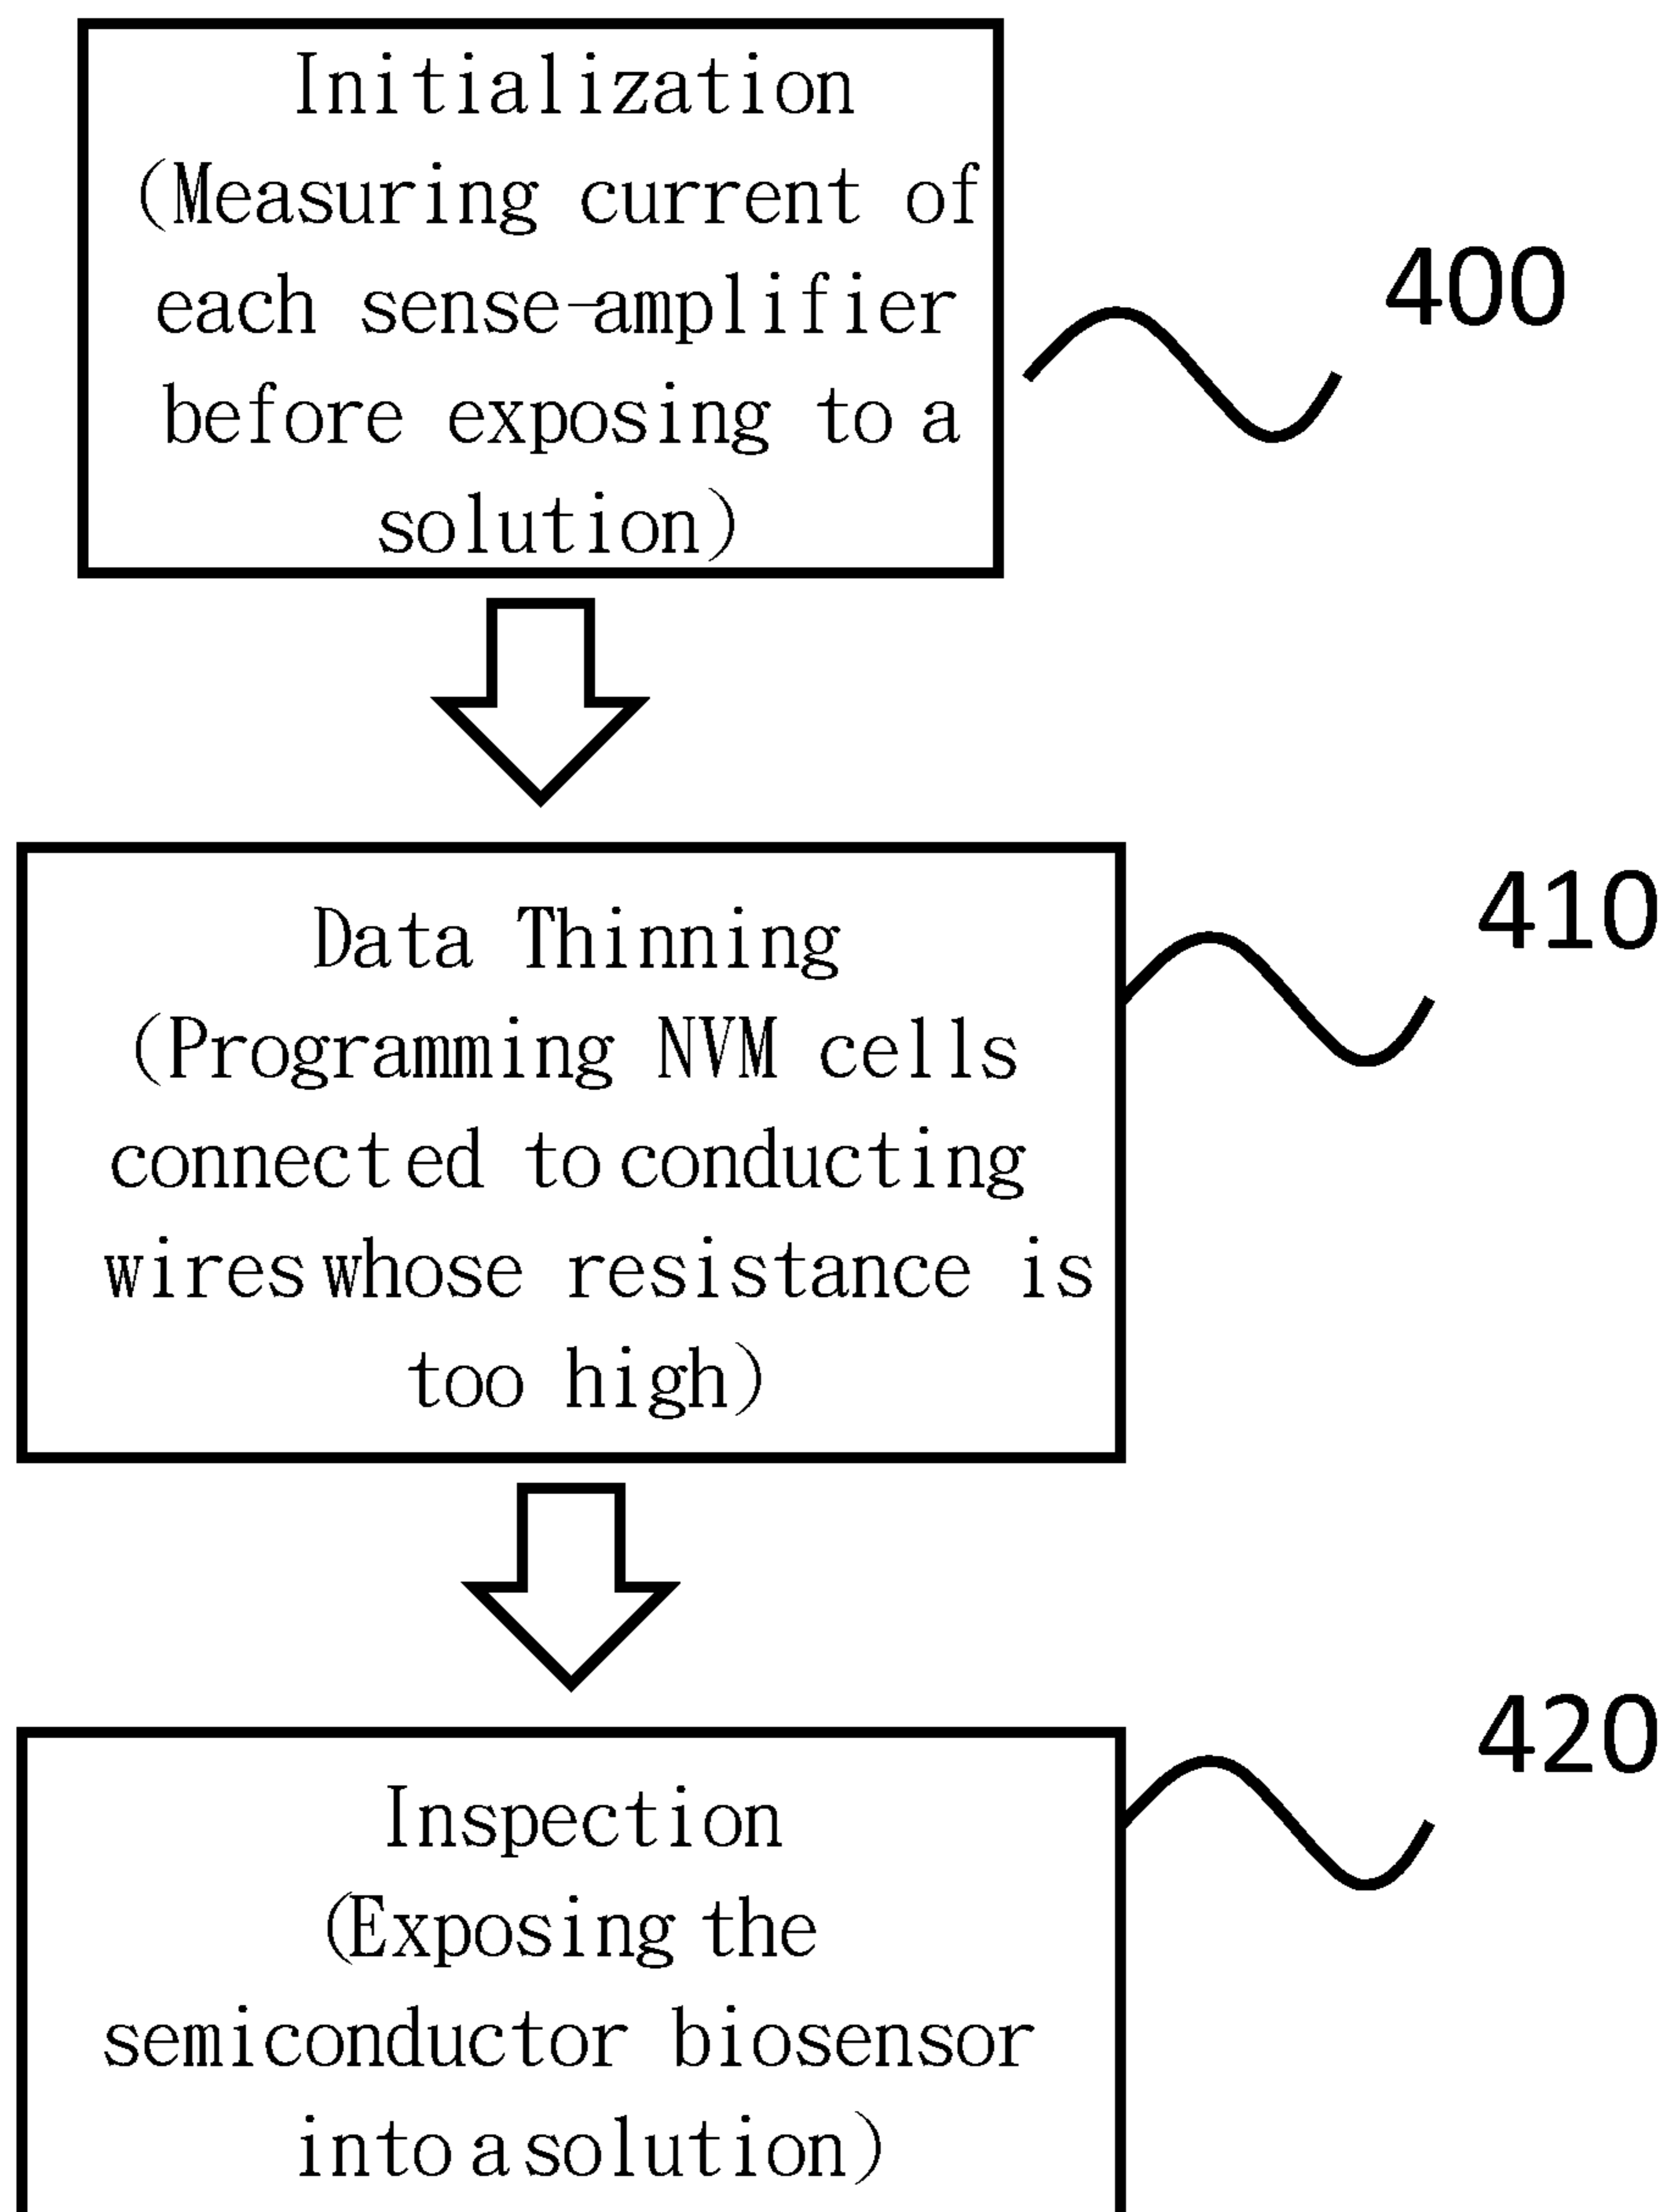 Initialization
(Measuring current of
each sense-amplifier
before exposing to a
solution)
400
Data Thinning
(Programming NVM cells
connected to conducting
wires whose resistance is
too high)
410
Inspection
(Exposing the
semiconductor biosensor
into a solution)
420